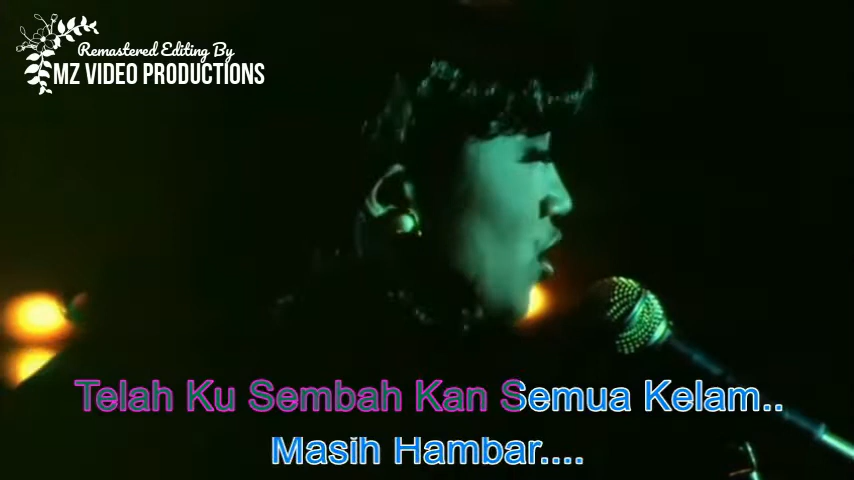 Remastered Editing By
MZ VIDEO PRODUCTIONS
Telah Ku Sembah Kan Semua Kelam..
Masih Hambar....